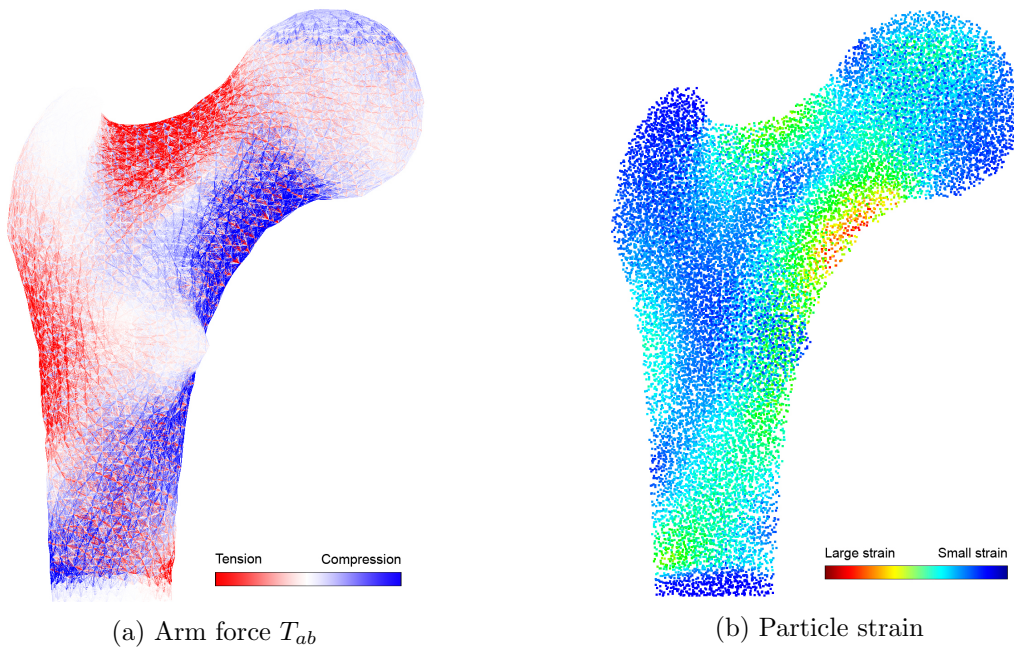 Tension Compression
Large strain Small strain
(a) Arm force T_{ab}
(b) Particle strain